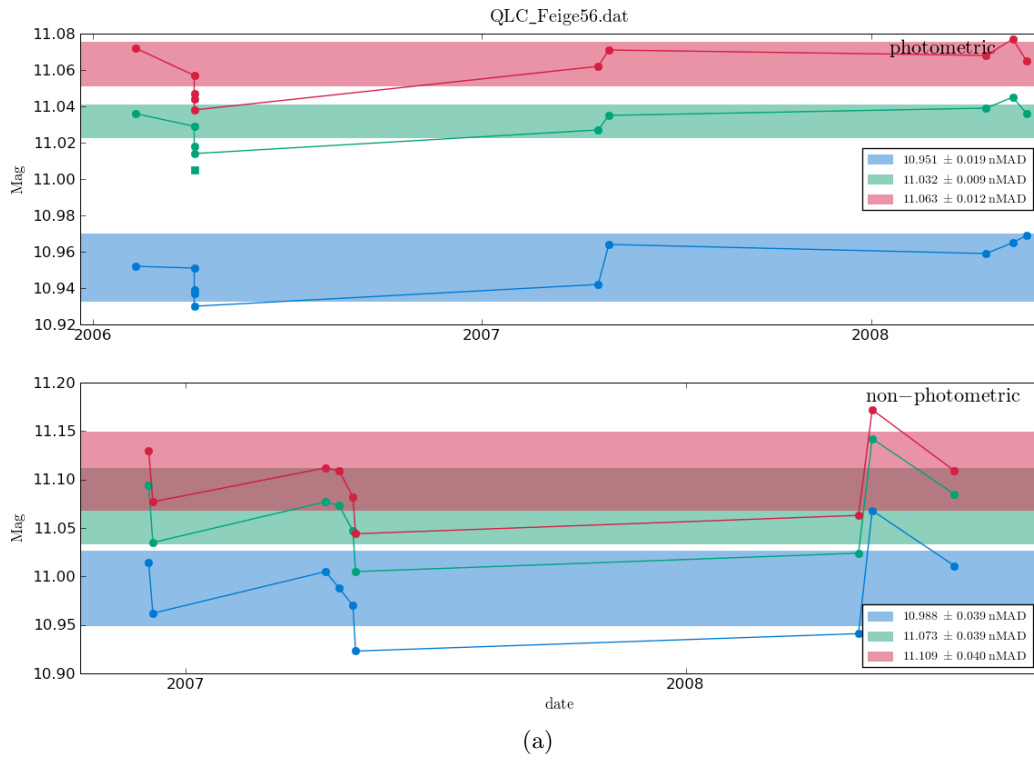 QLC_Feige56.dat
photometric
Mag
11.08
11.06
11.04
11.02
11.00
10.98
10.96
10.94
10.92
10.951 ± 0.019 nMAD
11.032 ± 0.009 nMAD
11.063 ± 0.012 nMAD
2006
2007
2008
non−photometric
Mag
11.20
11.15
11.10
11.05
11.00
10.95
10.90
10.988 ± 0.039 nMAD
11.073 ± 0.039 nMAD
11.109 ± 0.040 nMAD
2007
2008
date
(a)